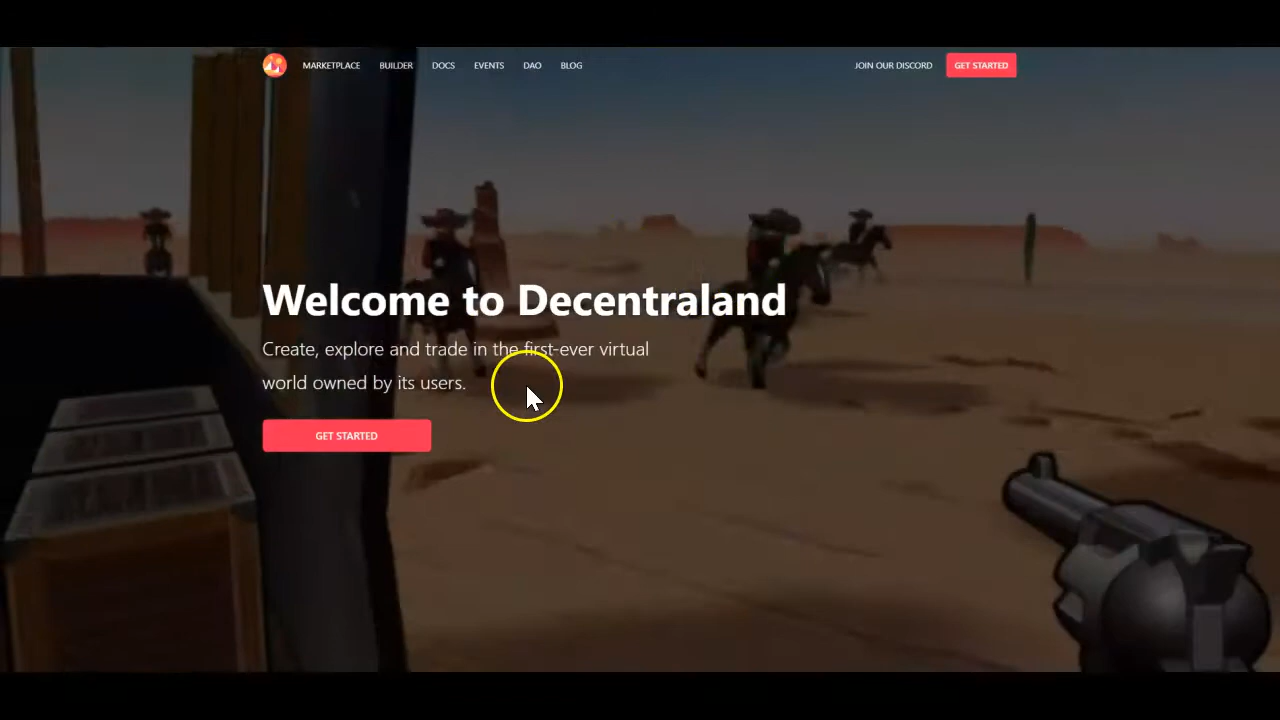 MARKETPLACE BUILDER DOCS EVENTS DAO BLOG JOIN OUR DISCORD GET STARTED
Welcome to Decentraland
Create, explore and trade in the first-ever virtual
world owned by its users.
GET STARTED